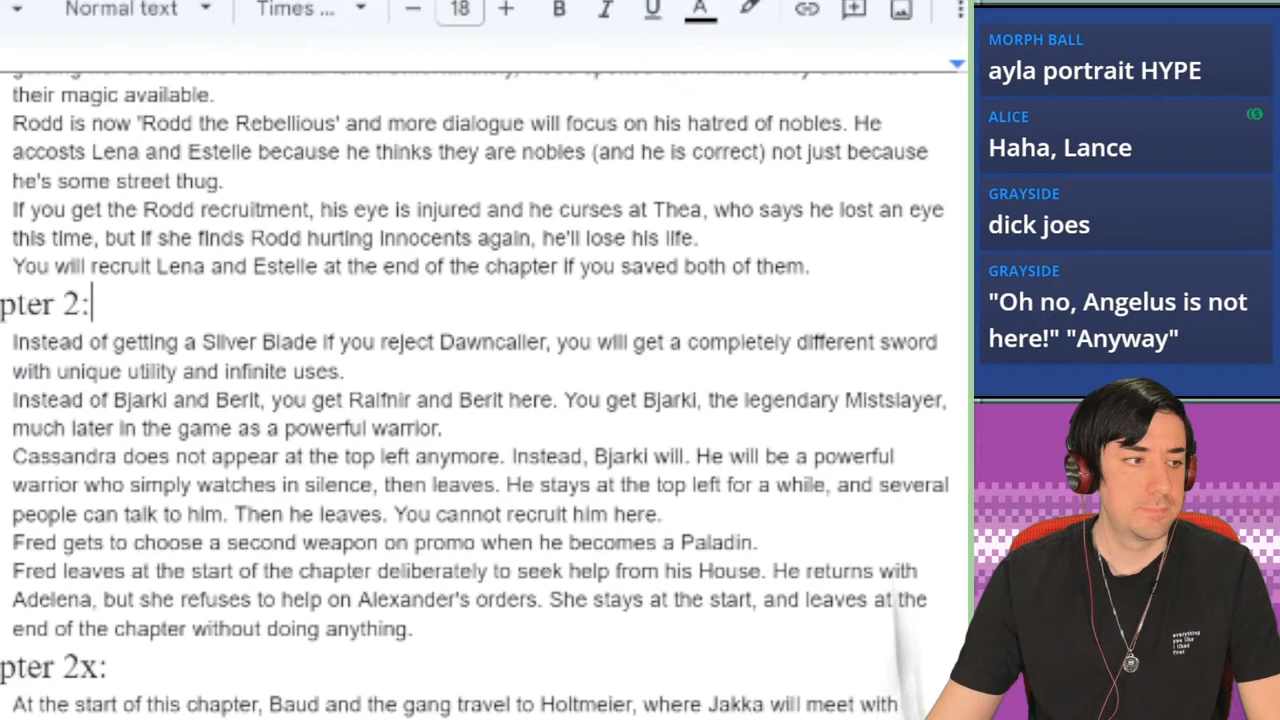 Normal text
Times ...
18
B I U A
their magic available.
Rodd is now 'Rodd the Rebellious' and more dialogue will focus on his hatred of nobles. He
accosts Lena and Estelle because he thinks they are nobles (and he is correct) not just because
he's some street thug.
If you get the Rodd recruitment, his eye is injured and he curses at Thea, who says he lost an eye
this time, but if she finds Rodd hurting innocents again, he'll lose his life.
You will recruit Lena and Estelle at the end of the chapter if you saved both of them.
pter 2:
Instead of getting a Silver Blade if you reject Dawncaller, you will get a completely different sword
with unique utility and infinite uses.
Instead of Bjarki and Berit, you get Ralfnir and Berit here. You get Bjarki, the legendary Mistslayer,
much later in the game as a powerful warrior.
Cassandra does not appear at the top left anymore. Instead, Bjarki will. He will be a powerful
warrior who simply watches in silence, then leaves. He stays at the top left for a while, and several
people can talk to him. Then he leaves. You cannot recruit him here.
Fred gets to choose a second weapon on promo when he becomes a Paladin.
Fred leaves at the start of the chapter deliberately to seek help from his House. He returns with
Adelena, but she refuses to help on Alexander's orders. She stays at the start, and leaves at the
end of the chapter without doing anything.
pter 2x:
At the start of this chapter, Baud and the gang travel to Holtmeier, where Jakka will meet with
MORPH BALL
ayla portrait HYPE
ALICE
Haha, Lance
GRAYSIDE
dick joes
GRAYSIDE
"Oh no, Angelus is not
here!" "Anyway"
everything
you like
i liked
first